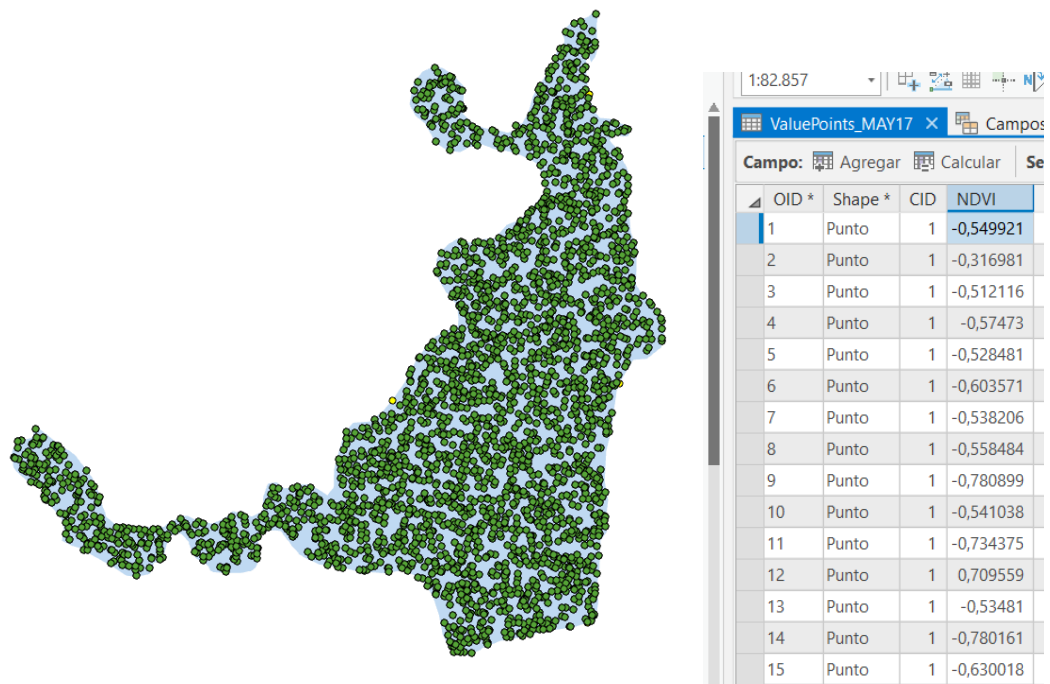 1:82.857
ValuePoints_MAY17 × Campos
Campo: Agregar Calcular Se
OID * Shape * CID NDVI
1 Punto 1 -0,549921
2 Punto 1 -0,316981
3 Punto 1 -0,512116
4 Punto 1 -0,57473
5 Punto 1 -0,528481
6 Punto 1 -0,603571
7 Punto 1 -0,538206
8 Punto 1 -0,558484
9 Punto 1 -0,780899
10 Punto 1 -0,541038
11 Punto 1 -0,734375
12 Punto 1 0,709559
13 Punto 1 -0,53481
14 Punto 1 -0,780161
15 Punto 1 -0,630018